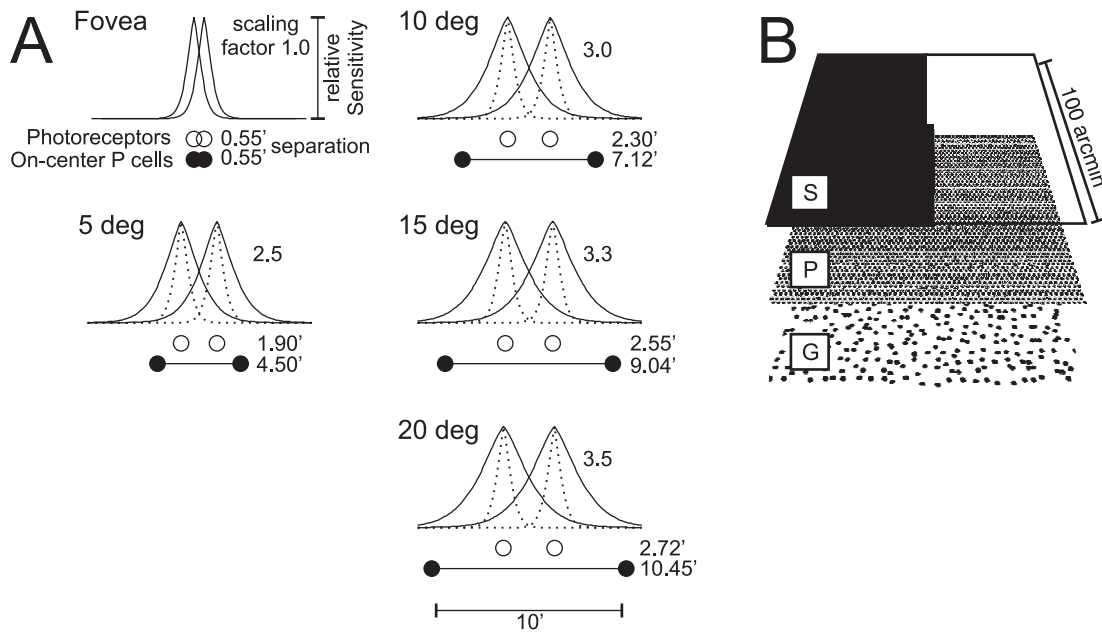 A
Fovea
scaling
factor 1.0
relative
Sensitivity
Photoreceptors
0.55'
On-center P cells
0.55'
separation
10 deg
3.0
2.30'
7.12'
5 deg
2.5
1.90'
4.50'
15 deg
3.3
2.55'
9.04'
20 deg
3.5
2.72'
10.45'
10'
B
100 arcmin
S
P
G